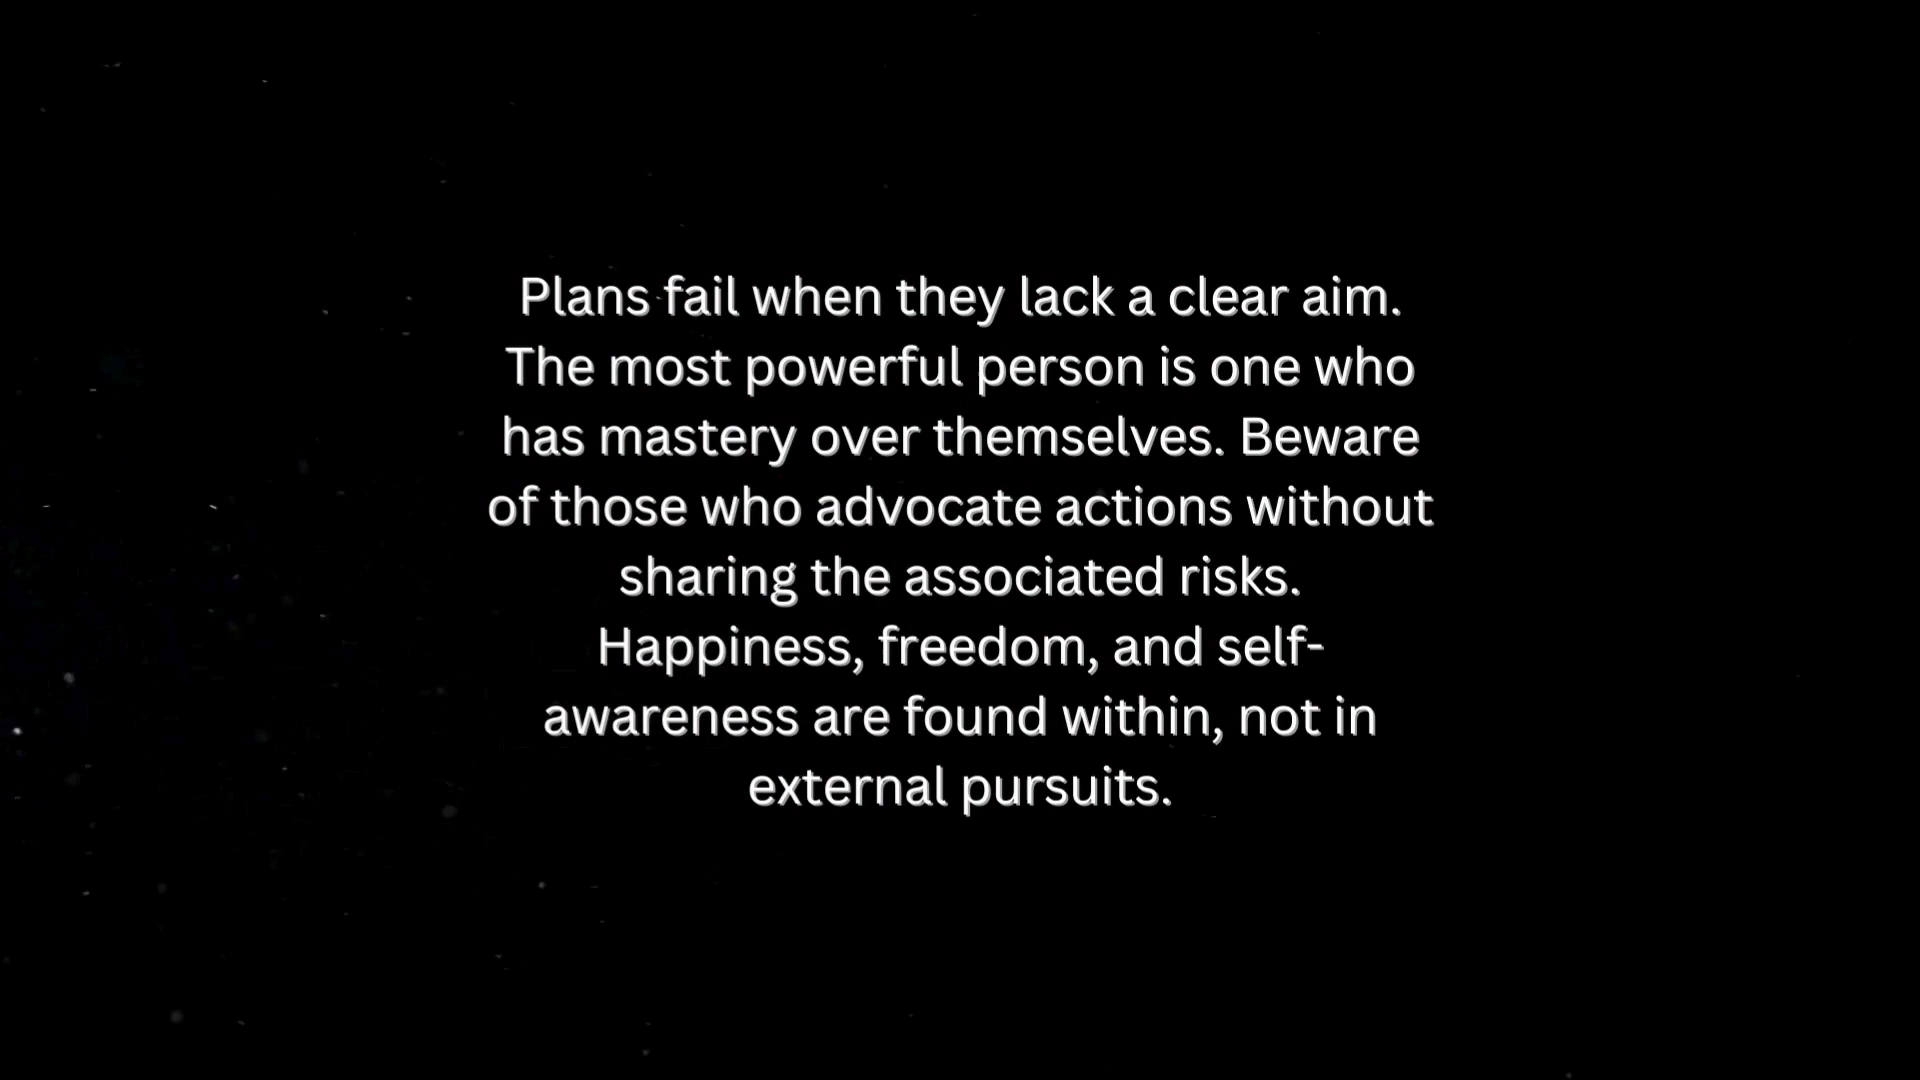 Plans fail when they lack a clear aim.
The most powerful person is one who
has mastery over themselves. Beware
of those who advocate actions without
sharing the associated risks.
Happiness, freedom, and self-
awareness are found within, not in
external pursuits.